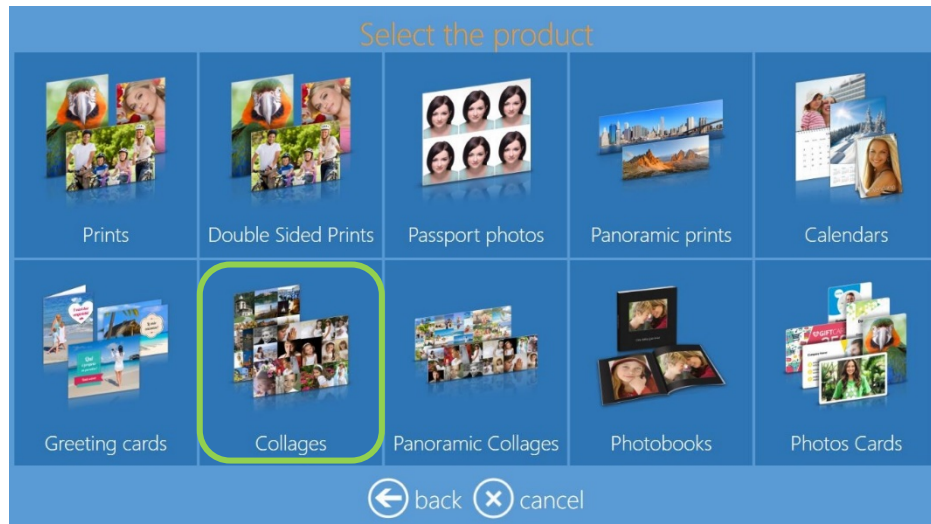 Select the product
Prints
Double Sided Prints
Passport photos
Panoramic prints
Calendars
Greeting cards
Collages
Panoramic Collages
Photobooks
Photos Cards
back cancel